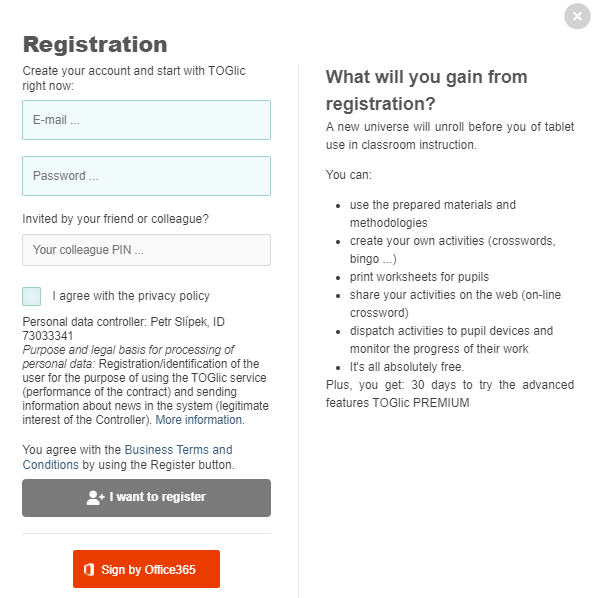 Registration
Create your account and start with TOGlic
right now:
E-mail ...
Password ...
Invited by your friend or colleague?
Your colleague PIN ...
I agree with the privacy policy
Personal data controller: Petr Slípek, ID
73033341
Purpose and legal basis for processing of
personal data: Registration/identification of the
user for the purpose of using the TOGlic service
(performance of the contract) and sending
information about news in the system (legitimate
interest of the Controller). More information.
You agree with the Business Terms and
Conditions by using the Register button.
I want to register
Sign by Office365
What will you gain from
registration?
A new universe will unroll before you of tablet
use in classroom instruction.
You can:
use the prepared materials and
methodologies
create your own activities (crosswords,
bingo ...)
print worksheets for pupils
share your activities on the web (on-line
crossword)
dispatch activities to pupil devices and
monitor the progress of their work
It's all absolutely free.
Plus, you get: 30 days to try the advanced
features TOGlic PREMIUM